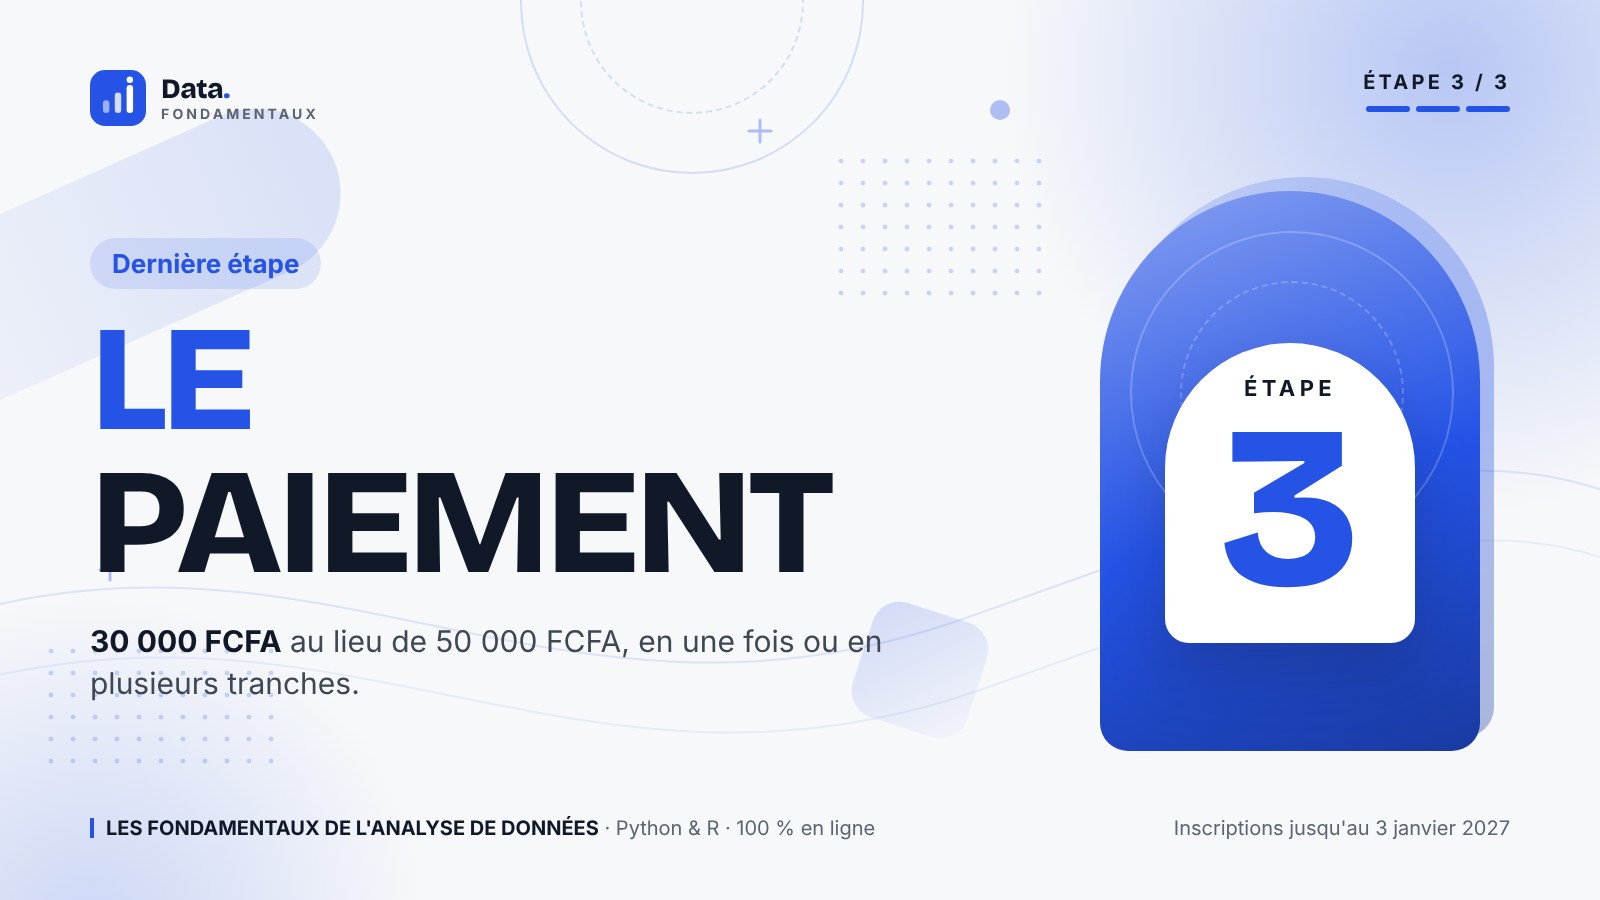 Data.
FONDAMENTAUX
ÉTAPE 3 / 3
Dernière étape
LE
PAIEMENT
30 000 FCFA au lieu de 50 000 FCFA, en une fois ou en
plusieurs tranches.
ÉTAPE
3
LES FONDAMENTAUX DE L'ANALYSE DE DONNÉES · Python & R · 100 % en ligne
Inscriptions jusqu'au 3 janvier 2027